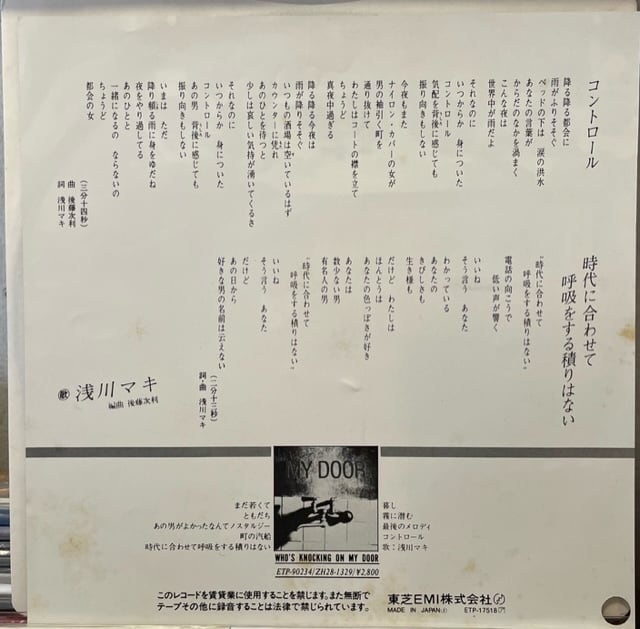 コントロール
降る降る都会に
雨がふりそそぐ
ベッドの下は 涙の洪水
あなたの言葉が
からだのなかを渦まく
こんな夜は
世界中が雨だよ
それなのに
いつからか 身についた
コントロール
気配を背後に感じても
振り向きもしない
今夜もまた
ナイロン・カバーの女が
男の袖引く町を
通り抜けて
わたしはコートの襟を立て
ちょうど
真夜中過ぎる
降る降る今夜は
雨が降りそそぐ
いつもの酒場は空いているはず
カウンターに凭れ
あのひとを待つと
少しは哀しい気持が湧いてくるさ
それなのに
いつからか 身についた
コントロール
あの男 背後に感じても
振り向きもしない
いまは ただ
降り頻る雨に身をゆだね
夜をやり過してる
あのひとと
一緒になるの ならないの
ちょうど
都会の女
(三分十四秒)
曲 後藤次利
詞 浅川マキ
時代に合わせて
呼吸をする積りはない
“時代に合わせて
呼吸をする積りはない”
電話の向こうで
低い声が響く
いいね
そう言う あなた
わかっている
あなたの
きびしさも
生き様も
だけど わたしは
ほんとうは
あなたの色っぽさが好き
あなたは
数少ない男
有名人の男
“時代に合わせて
呼吸をする積りはない”
いいね
そう言う あなた
だけど
あの日から
好きな男の名前は云えない
(二分十三秒)
詞・曲 浅川マキ
歌 浅川マキ
編曲 後藤次利
MY DOOR
WHO'S KNOCKING ON MY DOOR
ETP-90234/ZH28-1329/¥2,800
まだ若くて
ともだち
あの男がよかったなんてノスタルジー
町の汽船
時代に合わせて呼吸をする積りはない
暮し
霧に潜む
最後のメロディ
コントロール
歌：浅川マキ
このレコードを賃貸業に使用することを禁じます。また無断で
テープその他に録音することは法律で禁じられています。
東芝EMI株式会社
MADE IN JAPAN
ETP-17518